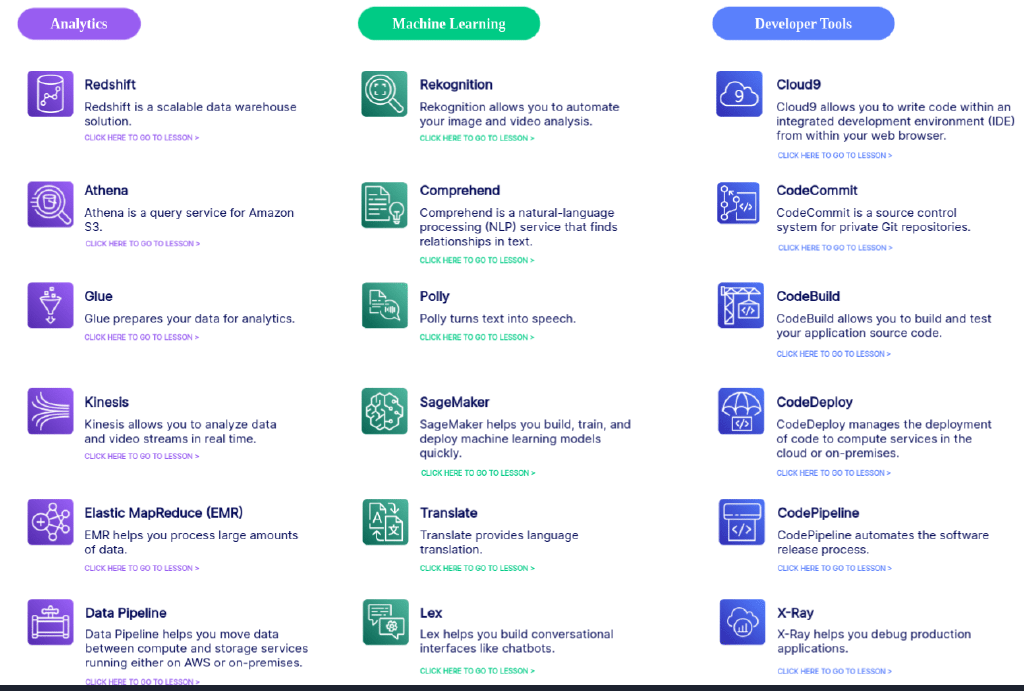 Analytics
Redshift
Redshift is a scalable data warehouse
solution.
CLICK HERE TO GO TO LESSON >
Athena
Athena is a query service for Amazon
S3.
CLICK HERE TO GO TO LESSON >
Glue
Glue prepares your data for analytics.
CLICK HERE TO GO TO LESSON >
Kinesis
Kinesis allows you to analyze data
and video streams in real time.
CLICK HERE TO GO TO LESSON >
Elastic MapReduce (EMR)
EMR helps you process large amounts
of data.
CLICK HERE TO GO TO LESSON >
Data Pipeline
Data Pipeline helps you move data
between compute and storage services
running either on AWS or on-premises.
CLICK HERE TO GO TO LESSON >
Machine Learning
Rekognition
Rekognition allows you to automate
your image and video analysis.
CLICK HERE TO GO TO LESSON >
Comprehend
Comprehend is a natural-language
processing (NLP) service that finds
relationships in text.
CLICK HERE TO GO TO LESSON >
Polly
Polly turns text into speech.
CLICK HERE TO GO TO LESSON >
SageMaker
SageMaker helps you build, train, and
deploy machine learning models
quickly.
CLICK HERE TO GO TO LESSON >
A
文
Translate
Translate provides language
translation.
CLICK HERE TO GO TO LESSON >
Lex
Lex helps you build conversational
interfaces like chatbots.
CLICK HERE TO GO TO LESSON >
Developer Tools
9
Cloud9
Cloud9 allows you to write code within an
integrated development environment (IDE)
from within your web browser.
CLICK HERE TO GO TO LESSON >
</>
CodeCommit
CodeCommit is a source control
system for private Git repositories.
CLICK HERE TO GO TO LESSON >
</>
CodeBuild
CodeBuild allows you to build and test
your application source code.
CLICK HERE TO GO TO LESSON >
</>
CodeDeploy
CodeDeploy manages the deployment
of code to compute services in the
cloud or on-premises.
CLICK HERE TO GO TO LESSON >
</>
CodePipeline
CodePipeline automates the software
release process.
CLICK HERE TO GO TO LESSON >
X-Ray
X-Ray helps you debug production
applications.
CLICK HERE TO GO TO LESSON >